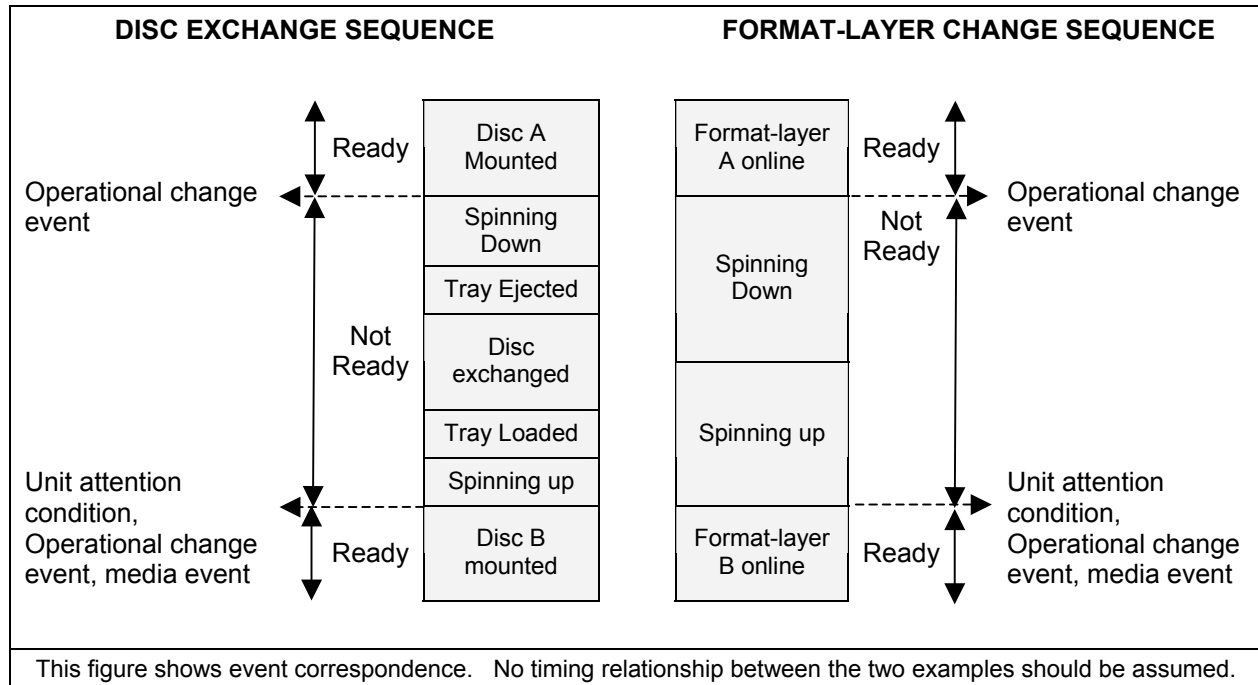 DISC EXCHANGE SEQUENCE
FORMAT-LAYER CHANGE SEQUENCE
Ready
Disc A
Mounted
Operational change
event
Spinning
Down
Tray Ejected
Not
Ready
Disc
exchanged
Tray Loaded
Spinning up
Unit attention
condition,
Operational change
event, media event
Ready
Disc B
mounted
Format-layer
A online
Ready
Operational change
event
Not
Ready
Spinning
Down
Spinning up
Unit attention
condition,
Operational change
event, media event
Format-layer
B online
Ready
This figure shows event correspondence. No timing relationship between the two examples should be assumed.